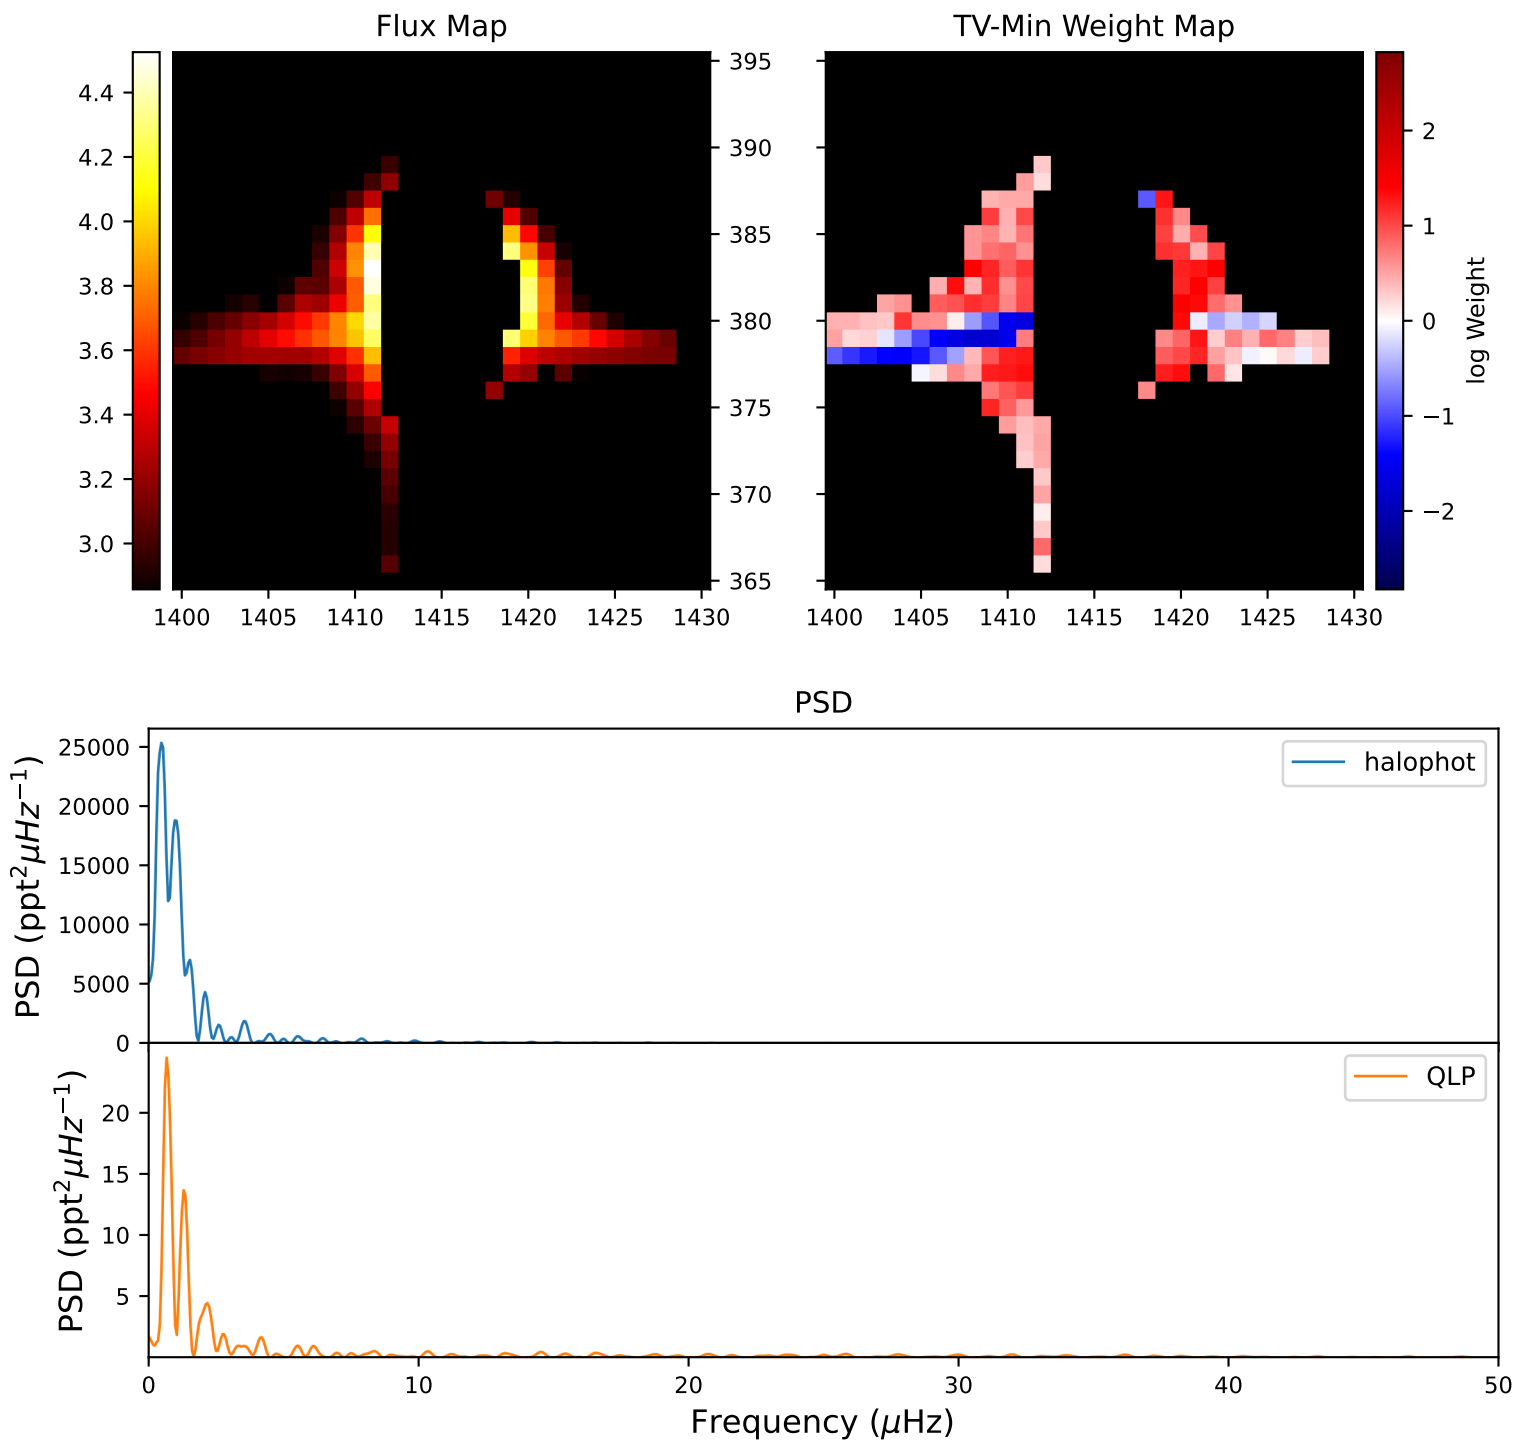 Flux Map
TV-Min Weight Map
4.4
4.2
4.0
3.8
3.6
3.4
3.2
3.0
395
390
385
380
375
370
365
2
1
0
−1
−2
log Weight
1400 1405 1410 1415 1420 1425 1430
1400 1405 1410 1415 1420 1425 1430
PSD
PSD (ppt²μHz⁻¹)
25000
20000
15000
10000
5000
0
halophot
PSD (ppt²μHz⁻¹)
20
15
10
5
QLP
0 10 20 30 40 50
Frequency (μHz)